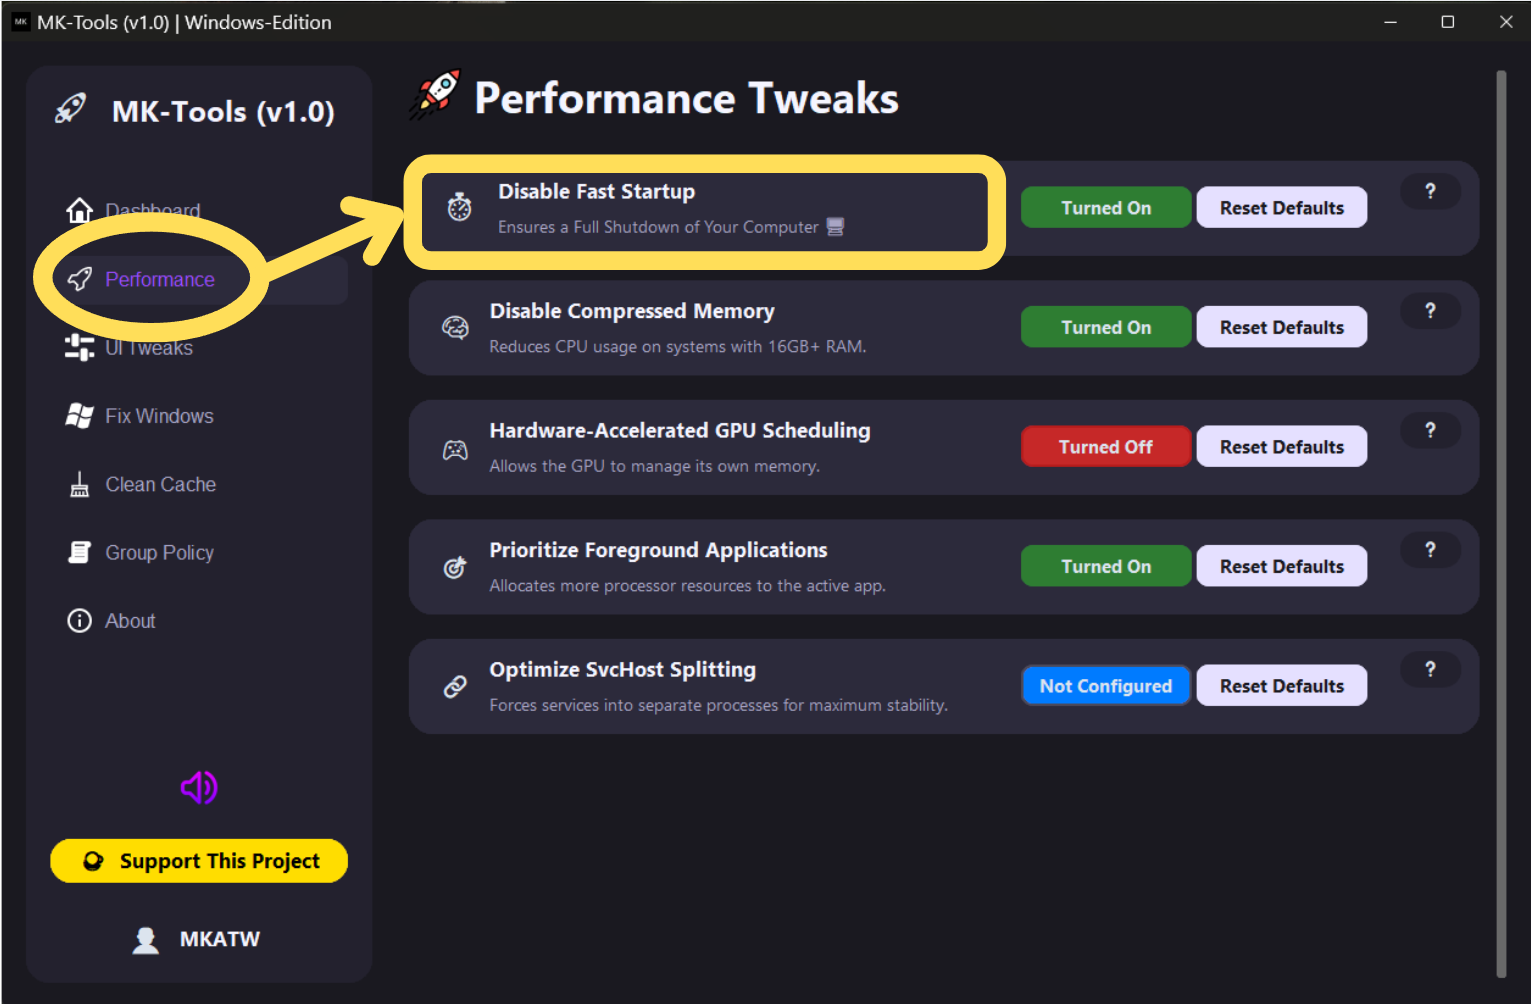 MK MK-Tools (v1.0) | Windows-Edition
MK-Tools (v1.0)
Dashboard
Performance
UI Tweaks
Fix Windows
Clean Cache
Group Policy
About
Support This Project
MKATW
Performance Tweaks
Disable Fast Startup
Ensures a Full Shutdown of Your Computer
Turned On
Reset Defaults
?
Disable Compressed Memory
Reduces CPU usage on systems with 16GB+ RAM.
Turned On
Reset Defaults
?
Hardware-Accelerated GPU Scheduling
Allows the GPU to manage its own memory.
Turned Off
Reset Defaults
?
Prioritize Foreground Applications
Allocates more processor resources to the active app.
Turned On
Reset Defaults
?
Optimize SvcHost Splitting
Forces services into separate processes for maximum stability.
Not Configured
Reset Defaults
?